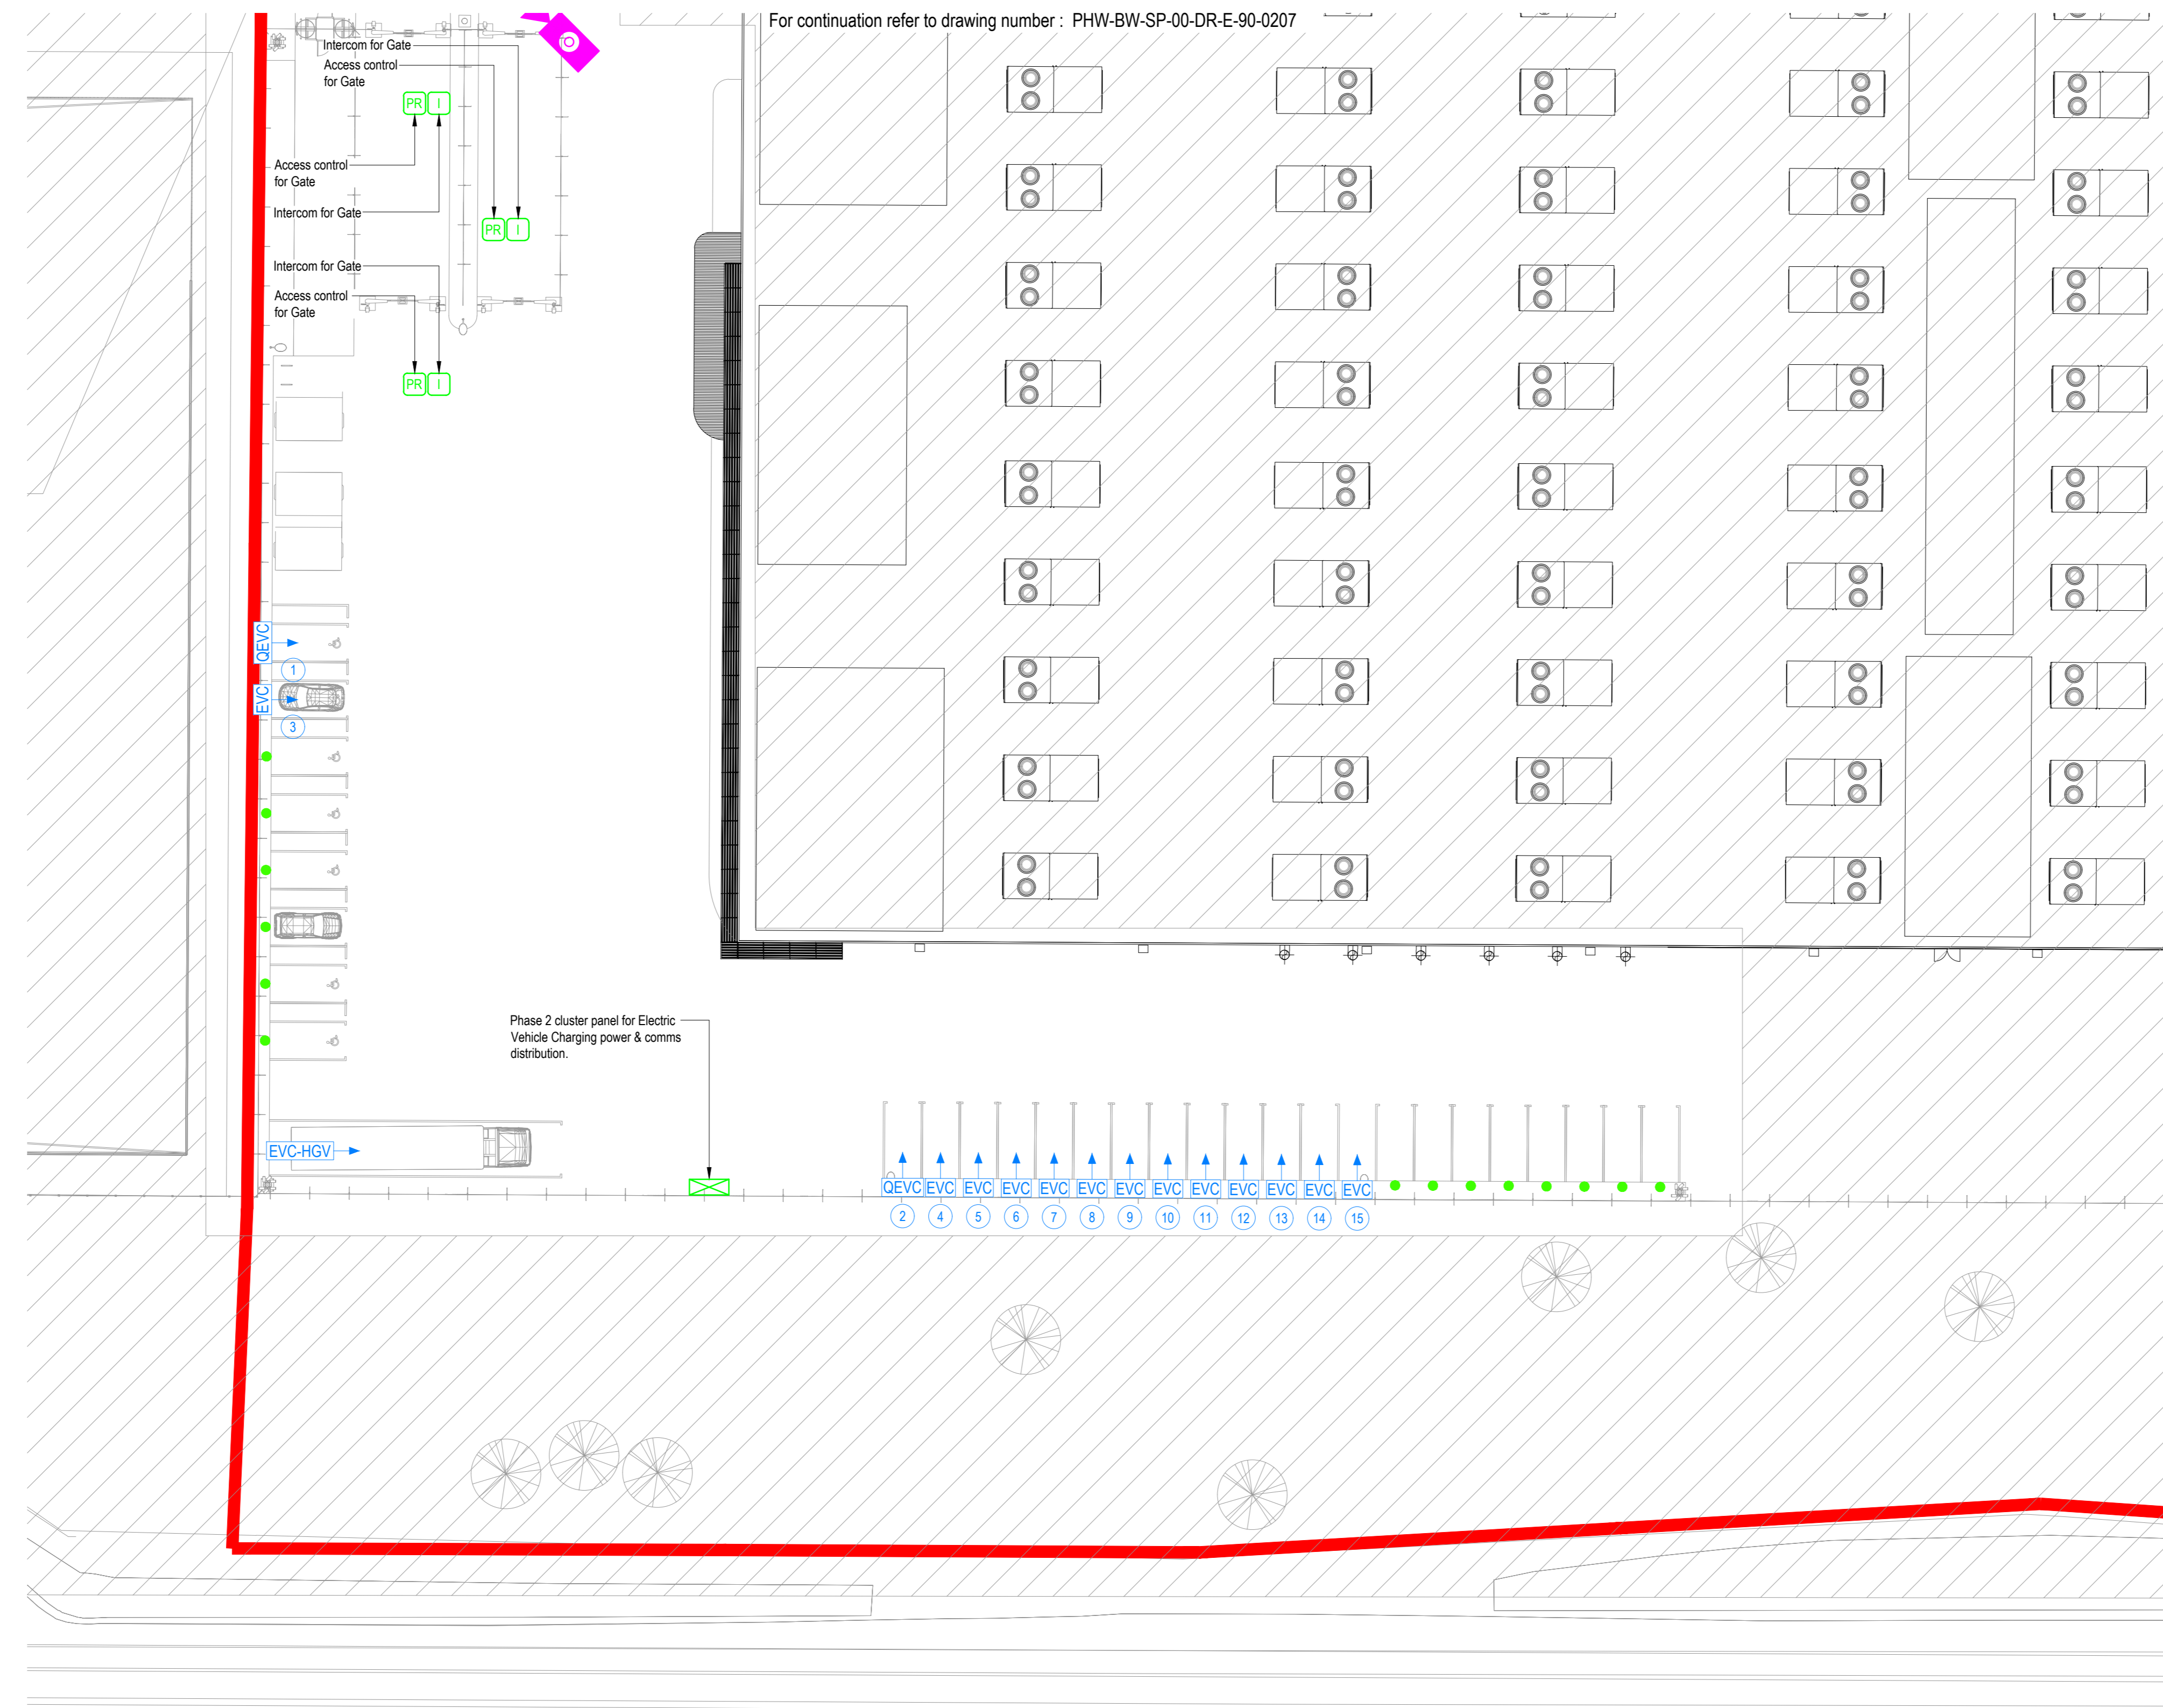 For continuation refer to drawing number : PHW-BW-SP-00-DR-E-90-0207
Intercom for Gate
Access control
for Gate
PR I
Access control
for Gate
Intercom for Gate
PR I
Intercom for Gate
Access control
for Gate
PR I
QEVC
1
EVC
3
Phase 2 cluster panel for Electric
Vehicle Charging power & comms
distribution.
EVC-HGV
QEVC EVC EVC EVC EVC EVC EVC EVC EVC EVC EVC EVC EVC
2 4 5 6 7 8 9 10 11 12 13 14 15